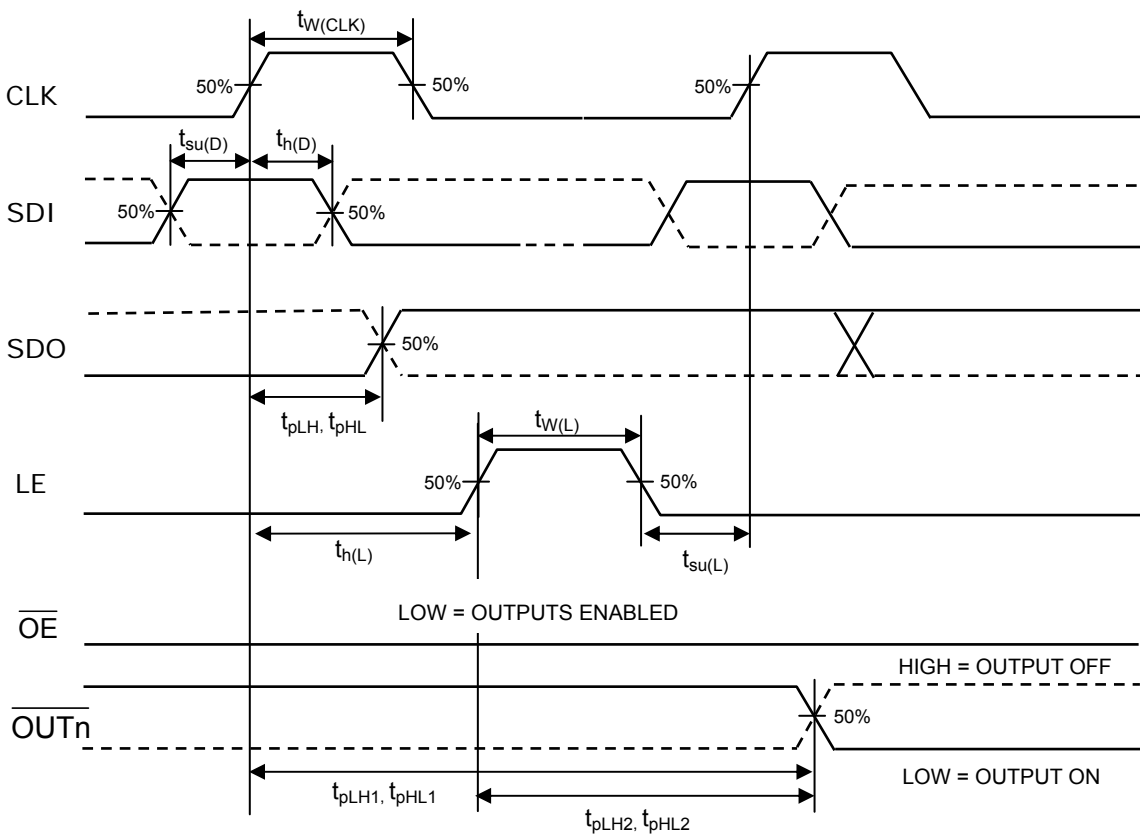 tW(CLK)
CLK
50%
50%
50%
tsu(D)
th(D)
SDI
50%
50%
SDO
50%
tpLH, tpHL
tW(L)
LE
50%
50%
th(L)
tsu(L)
LOW = OUTPUTS ENABLED
OE
HIGH = OUTPUT OFF
OUTn
50%
LOW = OUTPUT ON
tpLH1, tpHL1
tpLH2, tpHL2